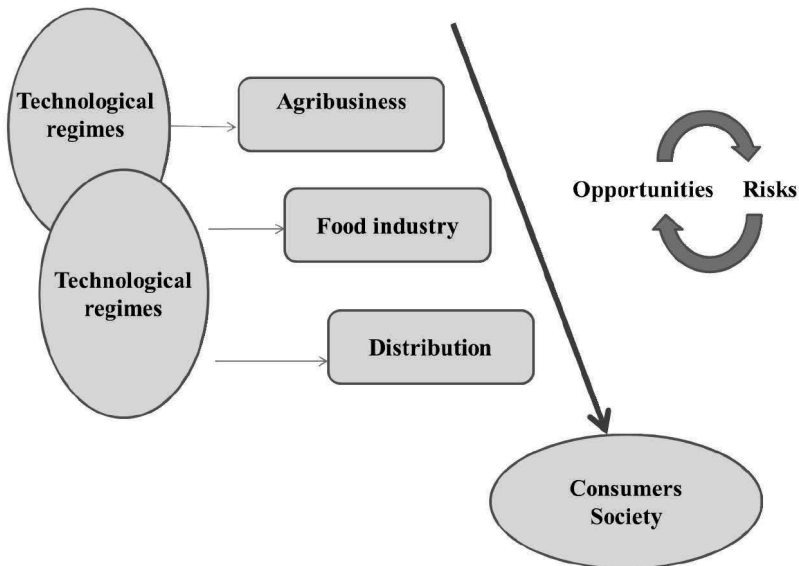 Technological
regimes
Agribusiness
Opportunities Risks
Food industry
Technological
regimes
Distribution
Consumers
Society